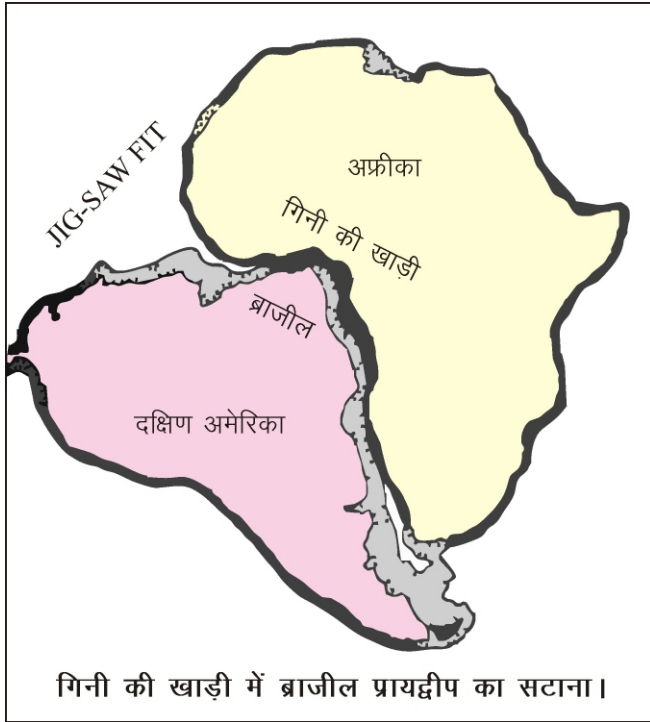 JIG-SAW FIT
अफ्रीका
गिनी की खाड़ी
ब्राजील
दक्षिण अमेरिका
गिनी की खाड़ी में ब्राजील प्रायद्वीप का सटाना।